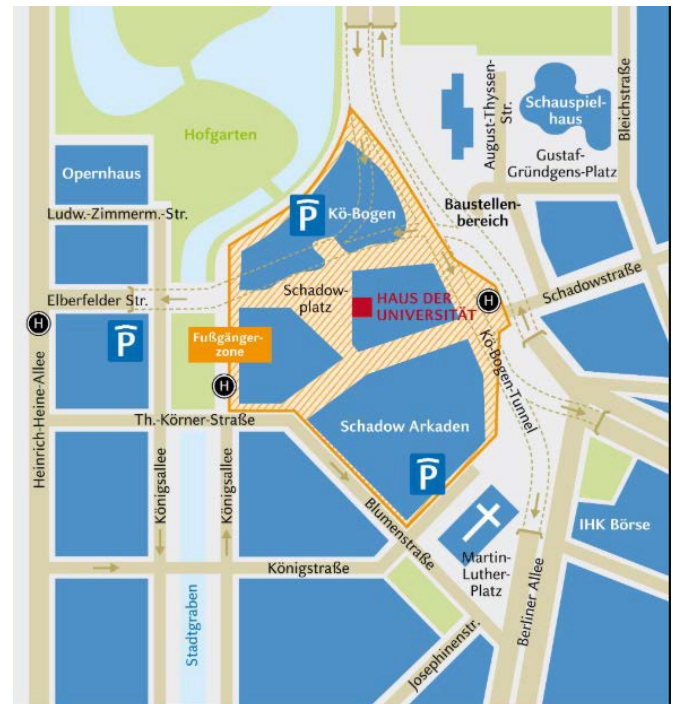 Hofgarten
Opernhaus
Ludw.-Zimmerm.-Str.
August-Thyssen-
Str.
Schauspiel-
haus
Bleichstraße
Gustaf-
Gründgens-Platz
Baustellen-
bereich
P
Kö-Bogen
Elberfelder Str.
Schadow-
platz
HAUS DER
UNIVERSITÄT
H
Schadowstraße
H
P
Fußgänger-
zone
Kö-Bogen-Tunnel
H
Heinrich-Heine-Allee
Th.-Körner-Straße
Schadow Arkaden
P
Königsallee
Königsallee
Blumenstraße
IHK Börse
Martin-
Luther-
Platz
Königstraße
Stadtgraben
Berliner Allee
Josephinenstr.